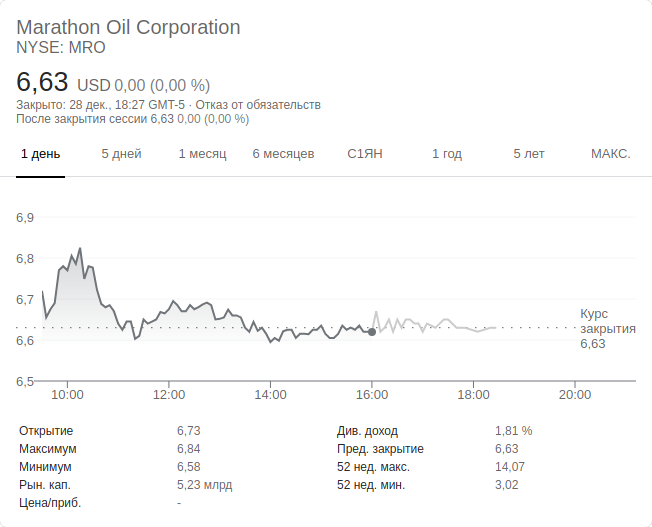 Marathon Oil Corporation
NYSE: MRO
6,63 USD 0,00 (0,00 %)
Закрыто: 28 дек., 18:27 GMT-5 · Отказ от обязательств
После закрытия сессии 6,63 0,00 (0,00 %)
1 день 5 дней 1 месяц 6 месяцев С1ЯН 1 год 5 лет МАКС.
6,9
6,8
6,7
6,6
6,5
Курс
закрытия
6,63
10:00 12:00 14:00 16:00 18:00 20:00
Открытие 6,73 Див. доход 1,81 %
Максимум 6,84 Пред. закрытие 6,63
Минимум 6,58 52 нед. макс. 14,07
Рын. кап. 5,23 млрд 52 нед. мин. 3,02
Цена/приб. -